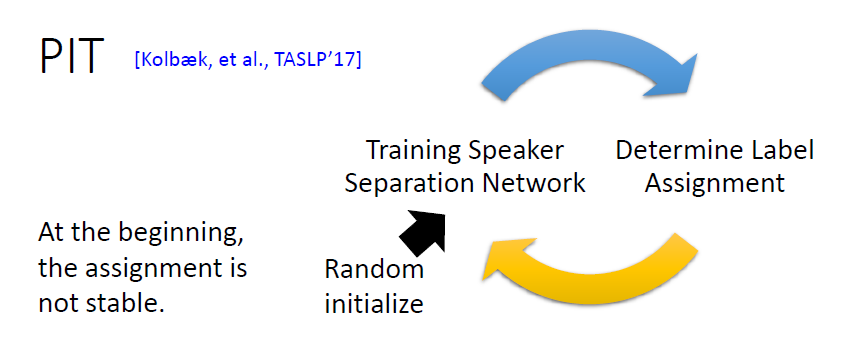 PIT [Kolbæk, et al., TASLP’17]
Training Speaker
Separation Network
Determine Label
Assignment
At the beginning,
the assignment is
not stable.
Random
initialize